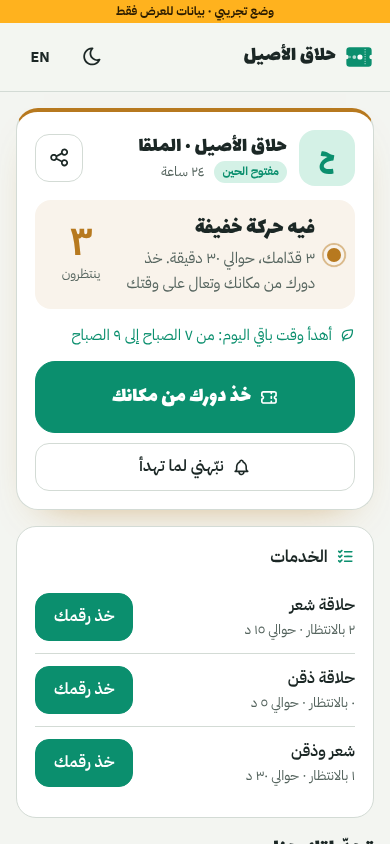 وضع تجريبي · بيانات للعرض فقط
حلاق الأصيل
EN
ح
حلاق الأصيل · الملقا
مفتوح الحين
٢٤ ساعة
فيه حركة خفيفة
٣ قدّامك، حوالي ٣٠ دقيقة. خذ
دورك من مكانك وتعال على وقتك
٣
ينتظرون
أهدأ وقت باقي اليوم: من ٧ الصباح إلى ٩ الصباح
خذ دورك من مكانك
نبّهني لما تهدأ
الخدمات
حلاقة شعر
٢ بالانتظار · حوالي ١٥ د
خذ رقمك
حلاقة ذقن
٠ بالانتظار · حوالي ٥ د
خذ رقمك
شعر وذقن
١ بالانتظار · حوالي ٣٠ د
خذ رقمك